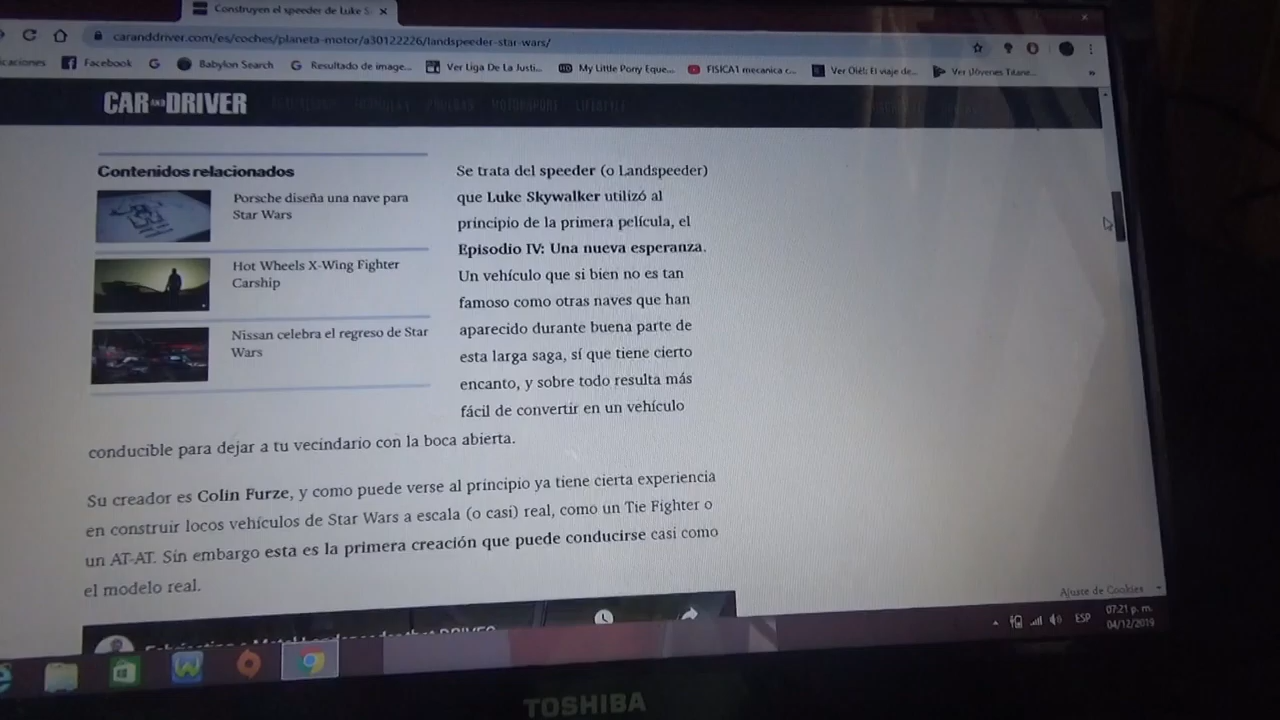 Construyen el speeder de Luke S
caranddriver.com/es/coches/planeta-motor/a30122226/landspeeder-star-wars/
caciones
Facebook
Babylon Search
Resultado de image...
Ver Liga De La Justi...
My Little Pony Eque...
FISICA1 mecanica c...
Ver ¡Olé!: El viaje de...
Ver ¡Jóvenes Titane...
CAR AND DRIVER
MOTORSPORT
LIFESTYLE
Contenidos relacionados
Porsche diseña una nave para
Star Wars
Hot Wheels X-Wing Fighter
Carship
Nissan celebra el regreso de Star
Wars
Se trata del speeder (o Landspeeder)
que Luke Skywalker utilizó al
principio de la primera película, el
Episodio IV: Una nueva esperanza.
Un vehículo que si bien no es tan
famoso como otras naves que han
aparecido durante buena parte de
esta larga saga, sí que tiene cierto
encanto, y sobre todo resulta más
fácil de convertir en un vehículo
conducible para dejar a tu vecindario con la boca abierta.
Su creador es Colin Furze, y como puede verse al principio ya tiene cierta experiencia
en construir locos vehículos de Star Wars a escala (o casi) real, como un Tie Fighter o
un AT-AT. Sin embargo esta es la primera creación que puede conducirse casi como
el modelo real.
Ajuste de Cookies
ESP
07:21 p. m.
04/12/2019
TOSHIBA